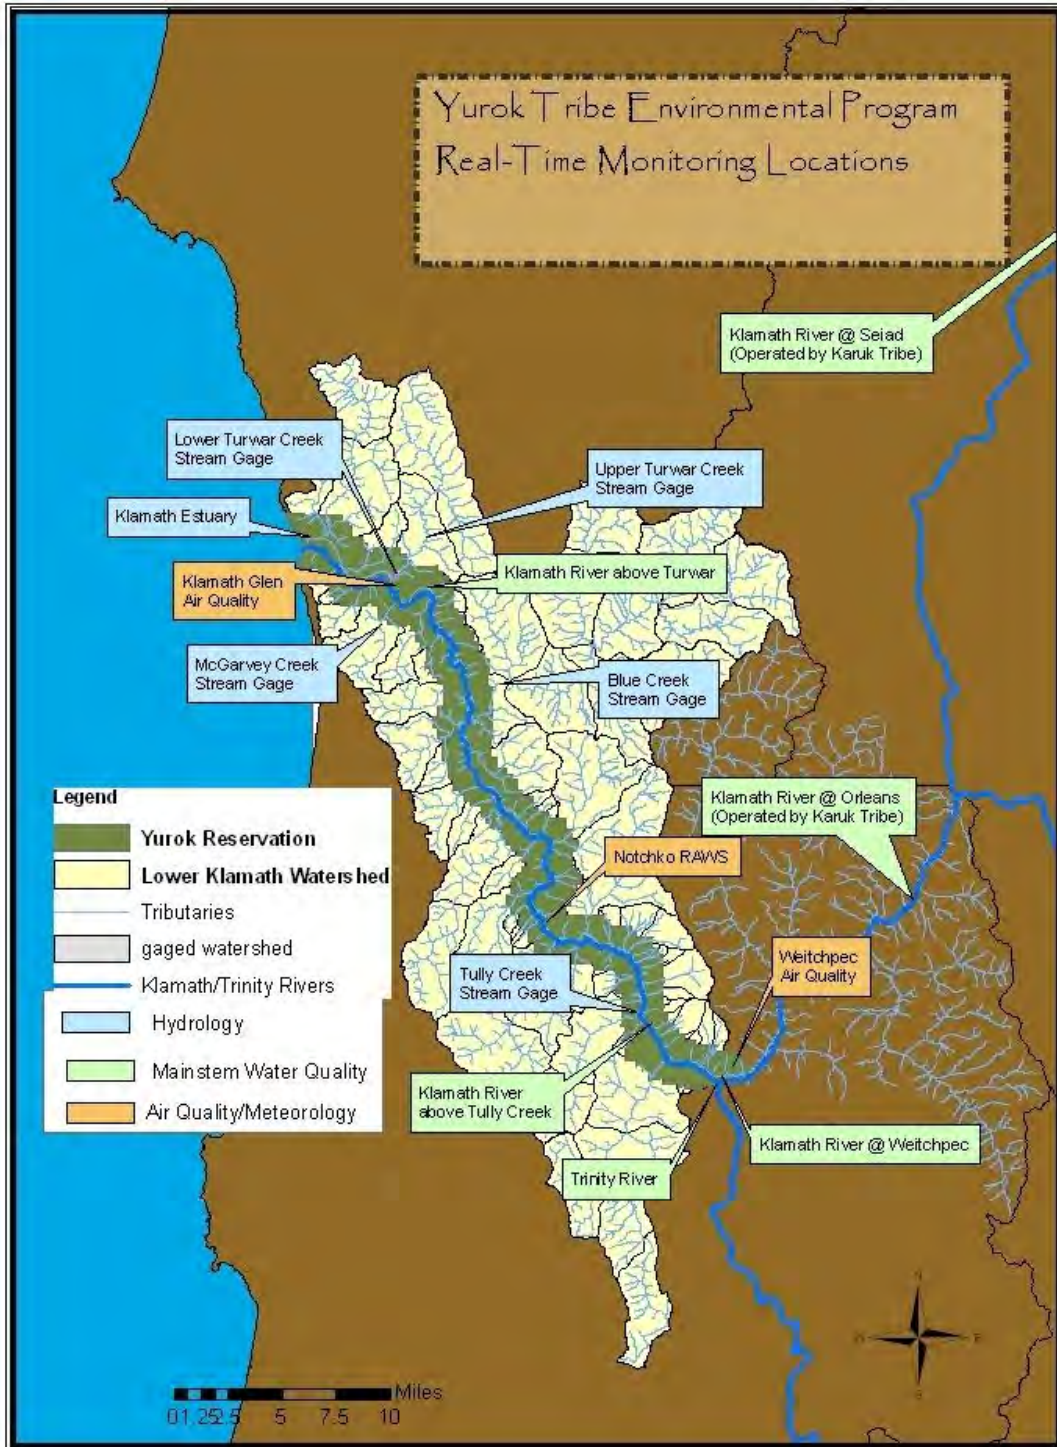 Yurok Tribe Environmental Program
Real-Time Monitoring Locations
Klamath River @ Seiad
(Operated by Karuk Tribe)
Lower Turwar Creek
Stream Gage
Upper Turwar Creek
Stream Gage
Klamath Estuary
Klamath River above Turwar
Klamath Glen
Air Quality
McGarvey Creek
Stream Gage
Blue Creek
Stream Gage
Klamath River @ Orleans
(Operated by Karuk Tribe)
Notchko RAWS
Weitchpec
Air Quality
Tully Creek
Stream Gage
Klamath River
above Tully Creek
Klamath River @ Weitchpec
Trinity River
Legend
Yurok Reservation
Lower Klamath Watershed
Tributaries
gaged watershed
Klamath/Trinity Rivers
Hydrology
Mainstem Water Quality
Air Quality/Meteorology
N
E
S
Miles
0 1.25 2.5 5 7.5 10